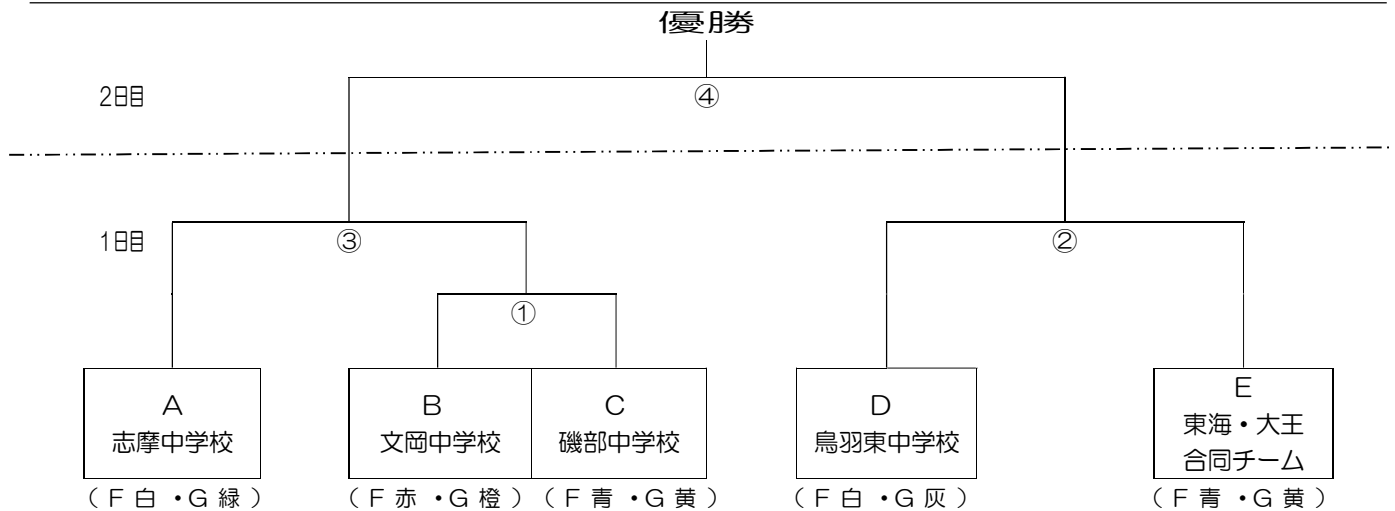 優勝
2日目
④
1日目
③
②
①
A
志摩中学校
B
文岡中学校
C
磯部中学校
D
鳥羽東中学校
E
東海・大王
合同チーム
(F白・G緑)
(F赤・G橙)
(F青・G黄)
(F白・G灰)
(F青・G黄)